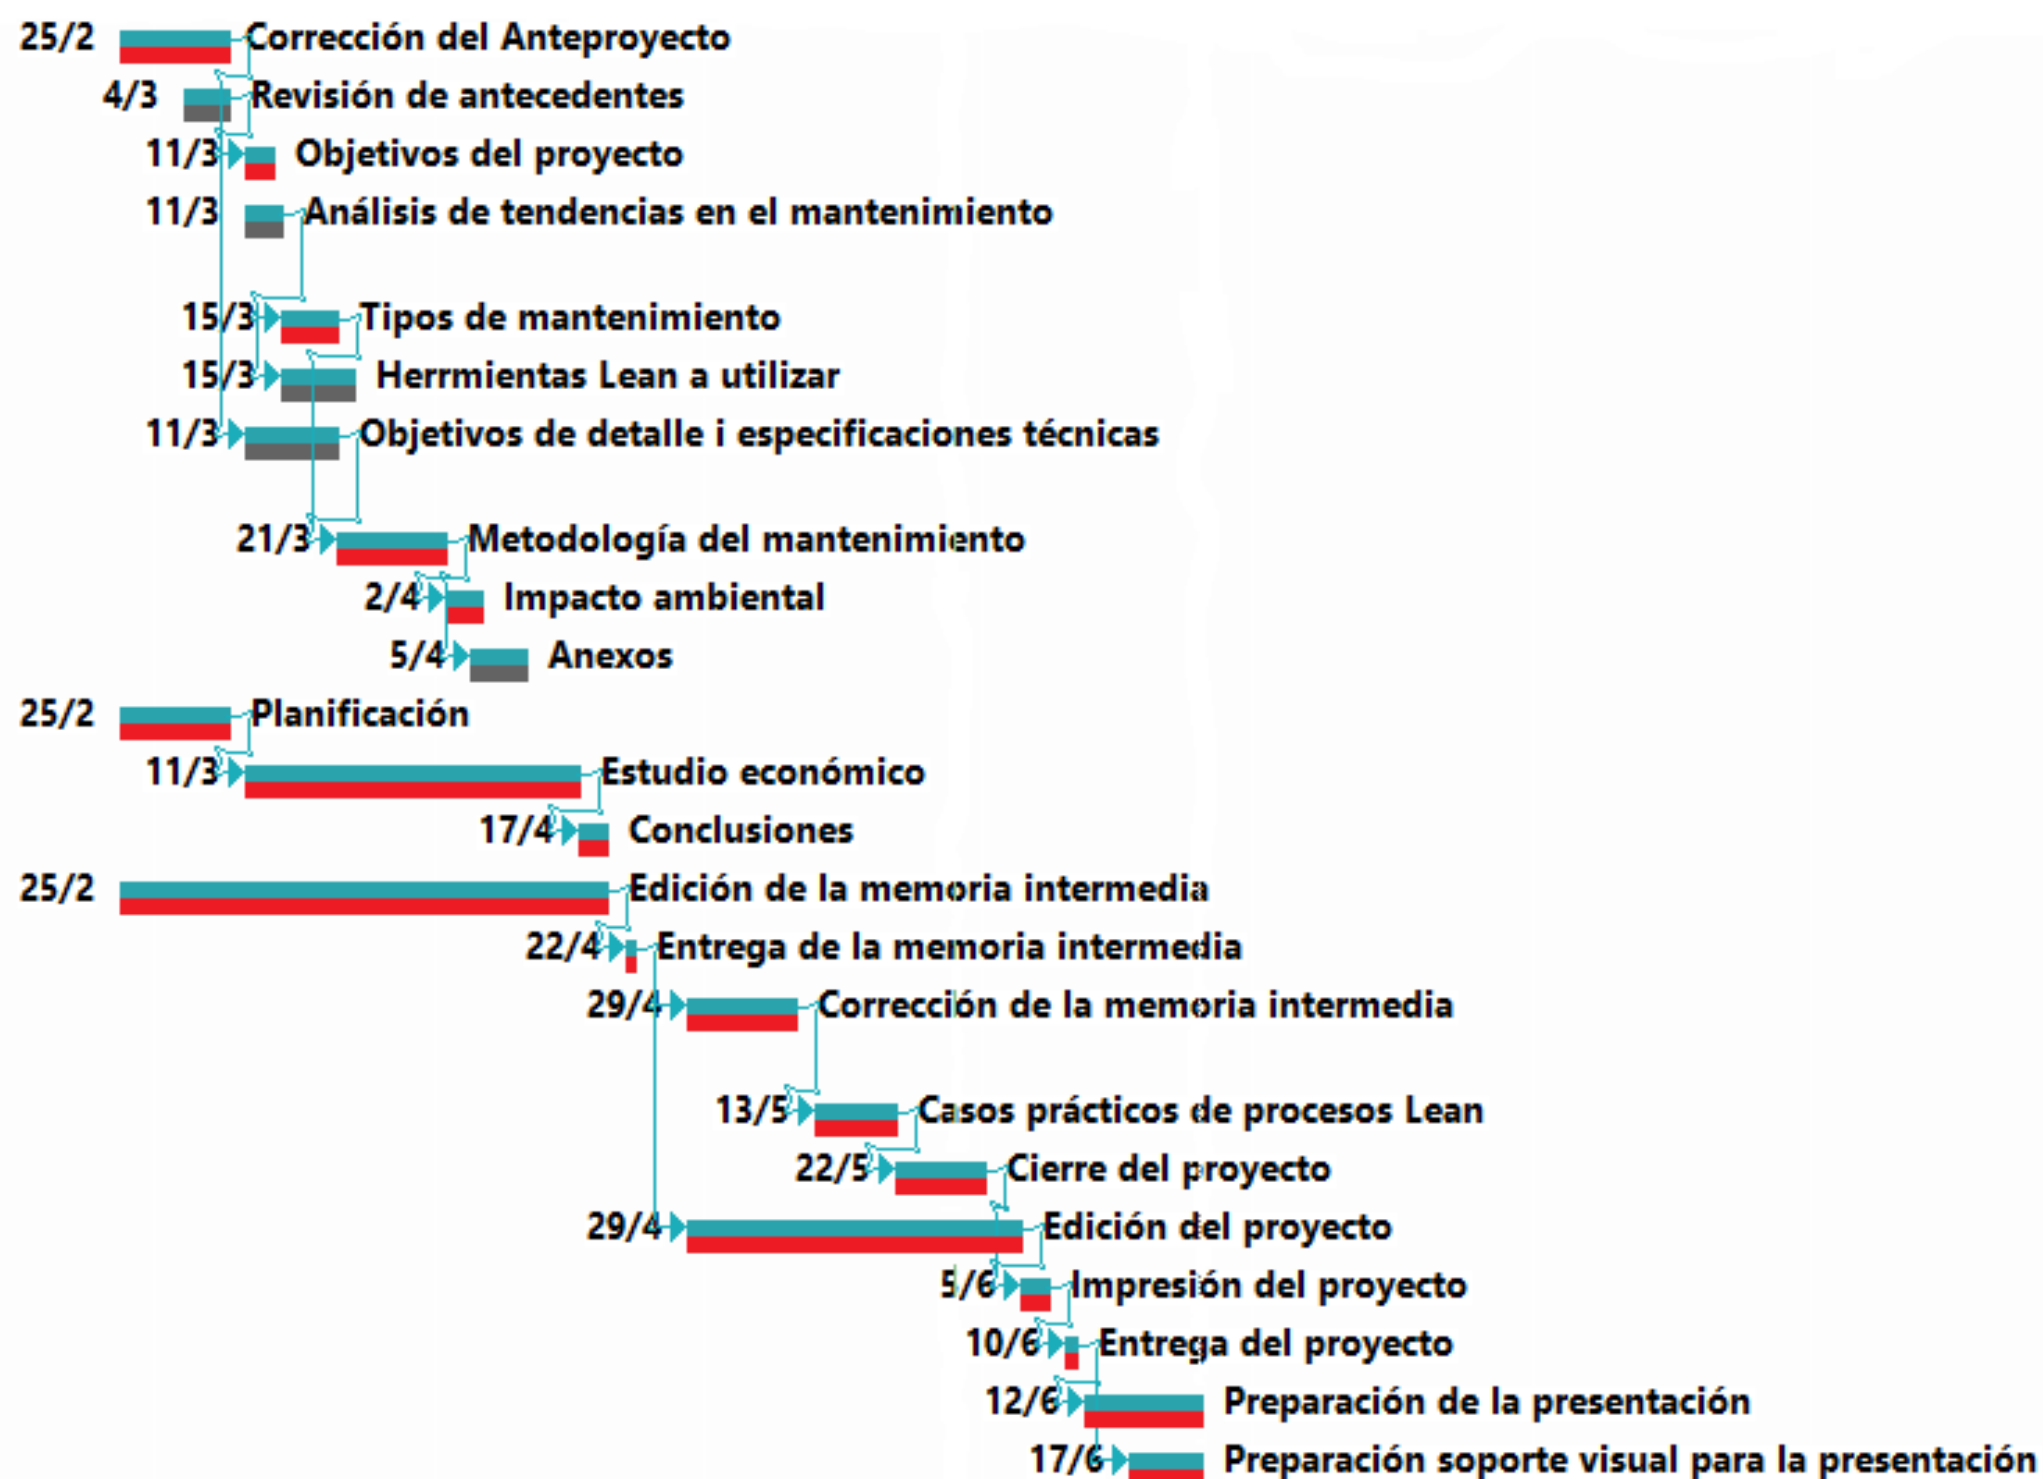 25/2 Corrección del Anteproyecto
4/3 Revisión de antecedentes
11/3 Objetivos del proyecto
11/3 Análisis de tendencias en el mantenimiento
15/3 Tipos de mantenimiento
15/3 Herrmientas Lean a utilizar
11/3 Objetivos de detalle i especificaciones técnicas
21/3 Metodología del mantenimiento
2/4 Impacto ambiental
5/4 Anexos
25/2 Planificación
11/3 Estudio económico
17/4 Conclusiones
25/2 Edición de la memoria intermedia
22/4 Entrega de la memoria intermedia
29/4 Corrección de la memoria intermedia
13/5 Casos prácticos de procesos Lean
22/5 Cierre del proyecto
29/4 Edición del proyecto
5/6 Impresión del proyecto
10/6 Entrega del proyecto
12/6 Preparación de la presentación
17/6 Preparación soporte visual para la presentación